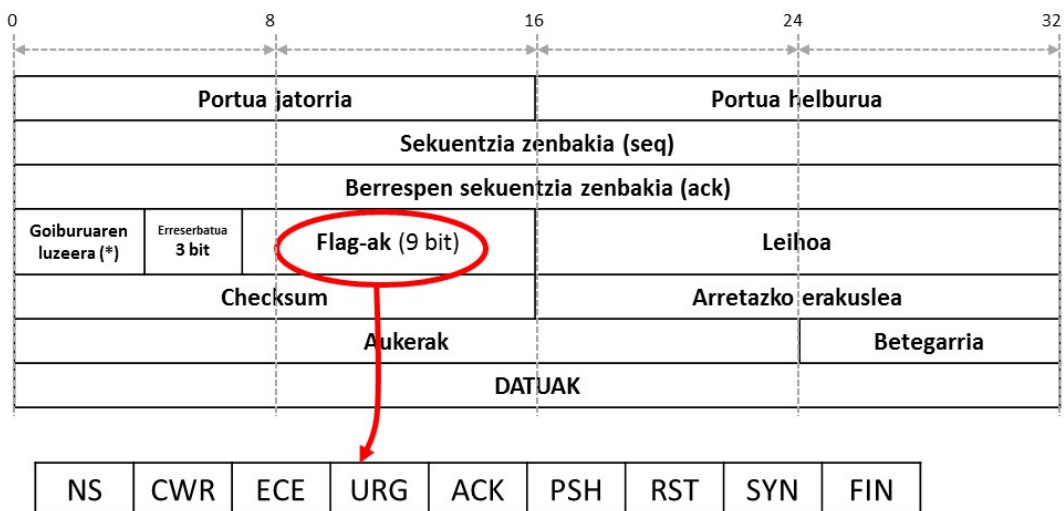 0 8 16 24 32
Portua jatorria Portua helburua
Sekuentzia zenbakia (seq)
Berrespen sekuentzia zenbakia (ack)
Goiburuaren
luzeera (*)
Erreserbatua
3 bit
Flag-ak (9 bit)
Leihoa
Checksum Arretazko erakuslea
Aukerak Betegarria
DATUAK
NS CWR ECE URG ACK PSH RST SYN FIN